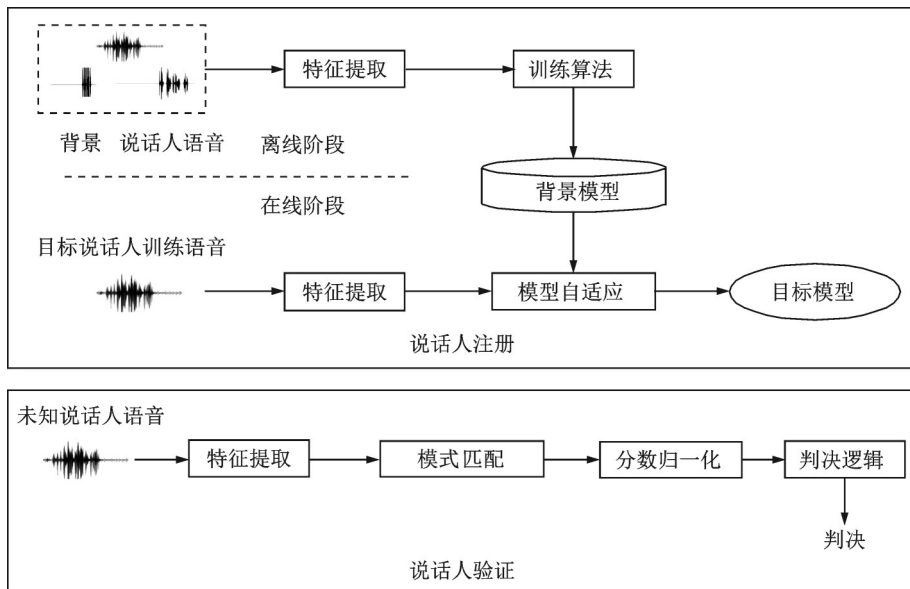 特征提取
训练算法
背景
说话人语音
离线阶段
背景模型
在线阶段
目标说话人训练语音
特征提取
模型自适应
目标模型
说话人注册
未知说话人语音
特征提取
模式匹配
分数归一化
判决逻辑
判决
说话人验证